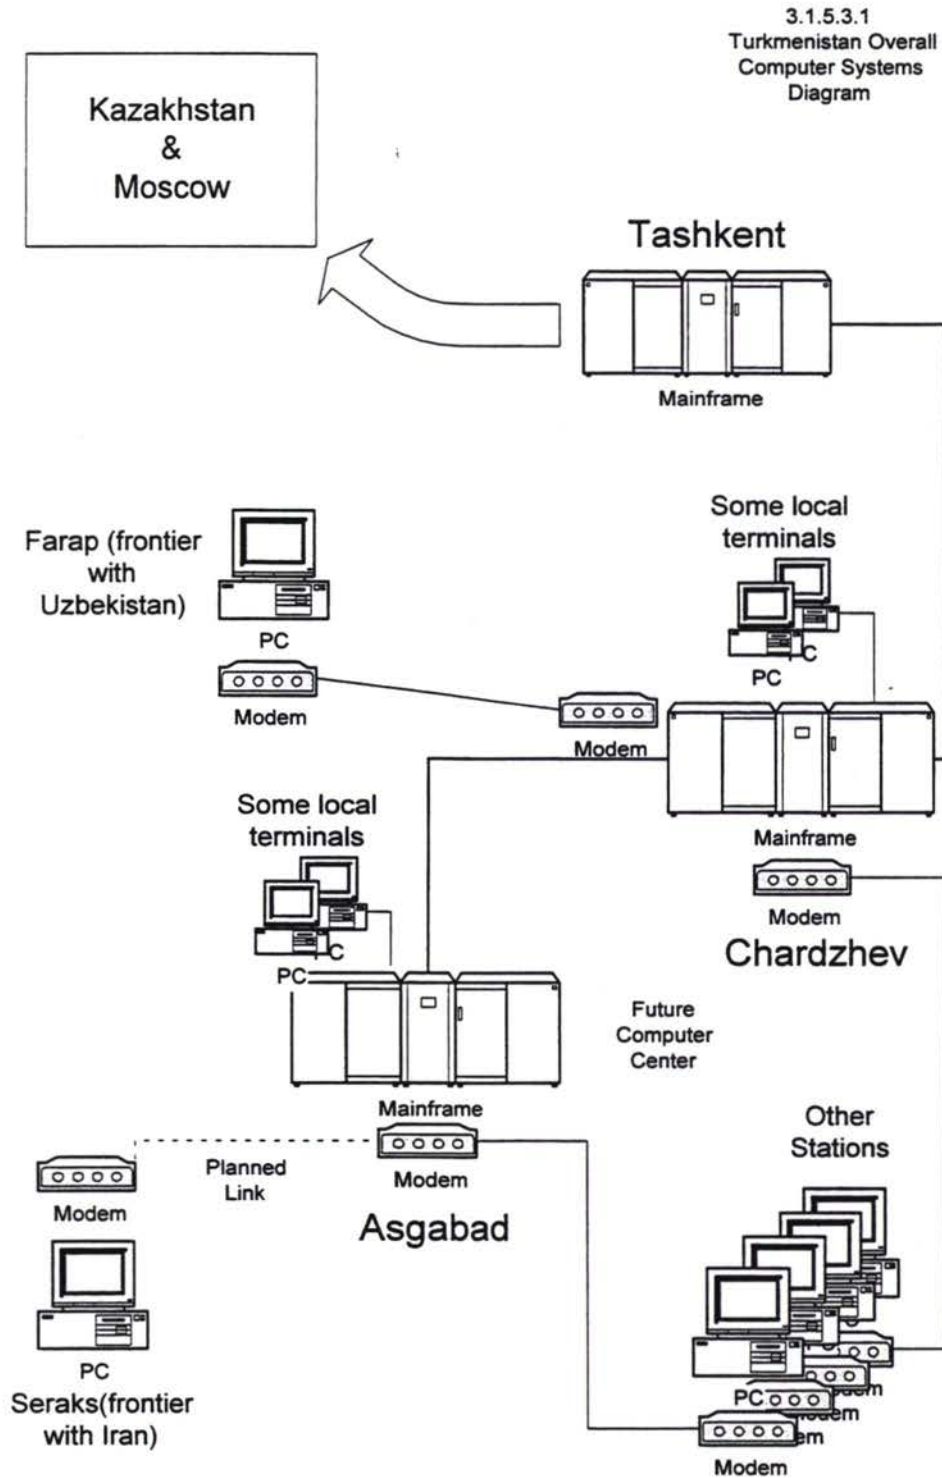 3.1.5.3.1
Turkmenistan Overall
Computer Systems
Diagram
Kazakhstan
&
Moscow
Tashkent
Mainframe
Some local
terminals
Farap (frontier
with
Uzbekistan)
PC
Modem
PC
Modem
Mainframe
Modem
Chardzhev
Some local
terminals
PC
Future
Computer
Center
Mainframe
Modem
Asgabad
Planned
Link
Modem
PC
Seraks(frontier
with Iran)
Other
Stations
PC
Modem